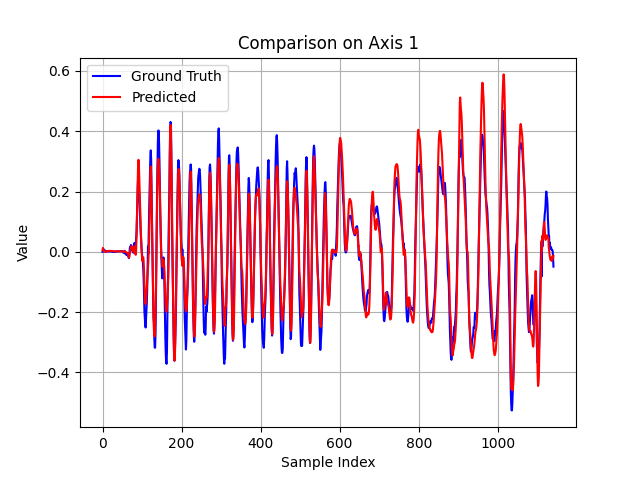 Comparison on Axis 1
Ground Truth
Predicted
0.6
0.4
0.2
0.0
−0.2
−0.4
Value
0 200 400 600 800 1000
Sample Index